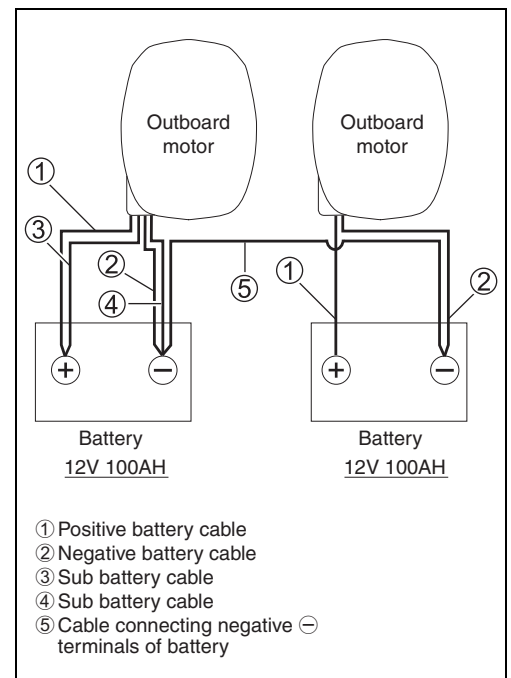 Outboard
motor
Outboard
motor
①
③
②
④
⑤
①
②
+
−
+
−
Battery
12V 100AH
Battery
12V 100AH
① Positive battery cable
② Negative battery cable
③ Sub battery cable
④ Sub battery cable
⑤ Cable connecting negative ⊖
terminals of battery